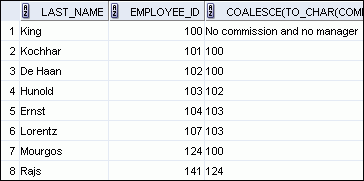 LAST_NAME EMPLOYEE_ID COALESCE(TO_CHAR(COM
1 King 100 No commission and no manager
2 Kochhar 101 100
3 De Haan 102 100
4 Hunold 103 102
5 Ernst 104 103
6 Lorentz 107 103
7 Mourgos 124 100
8 Rajs 141 124